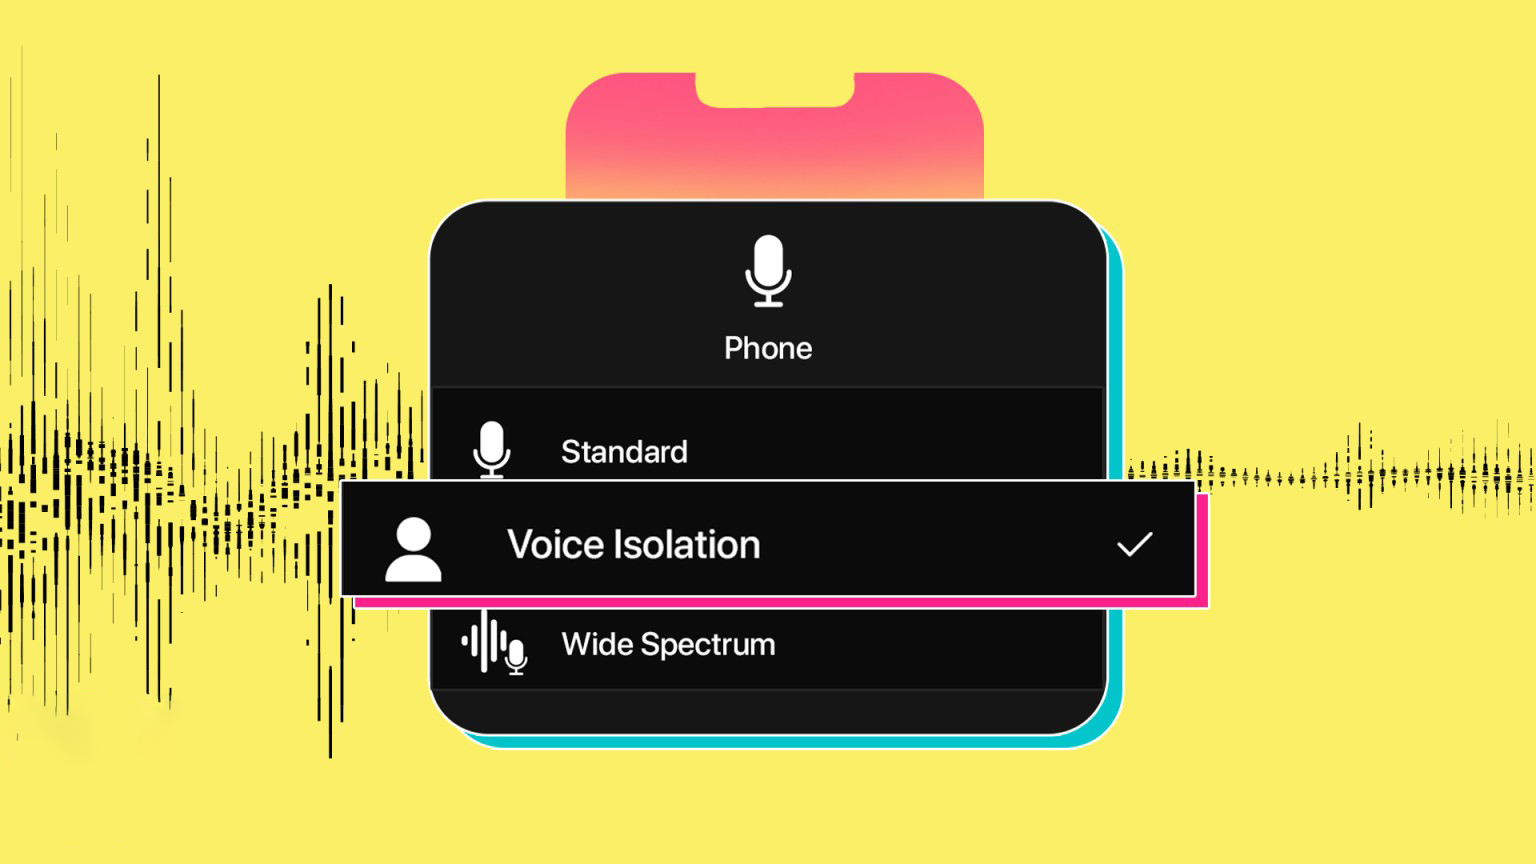 Phone
Standard
Voice Isolation
Wide Spectrum